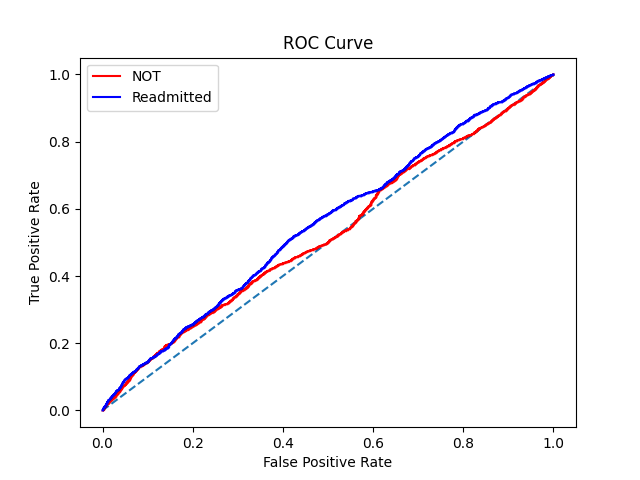 ROC Curve
NOT
Readmitted
True Positive Rate
1.0
0.8
0.6
0.4
0.2
0.0
0.0 0.2 0.4 0.6 0.8 1.0
False Positive Rate